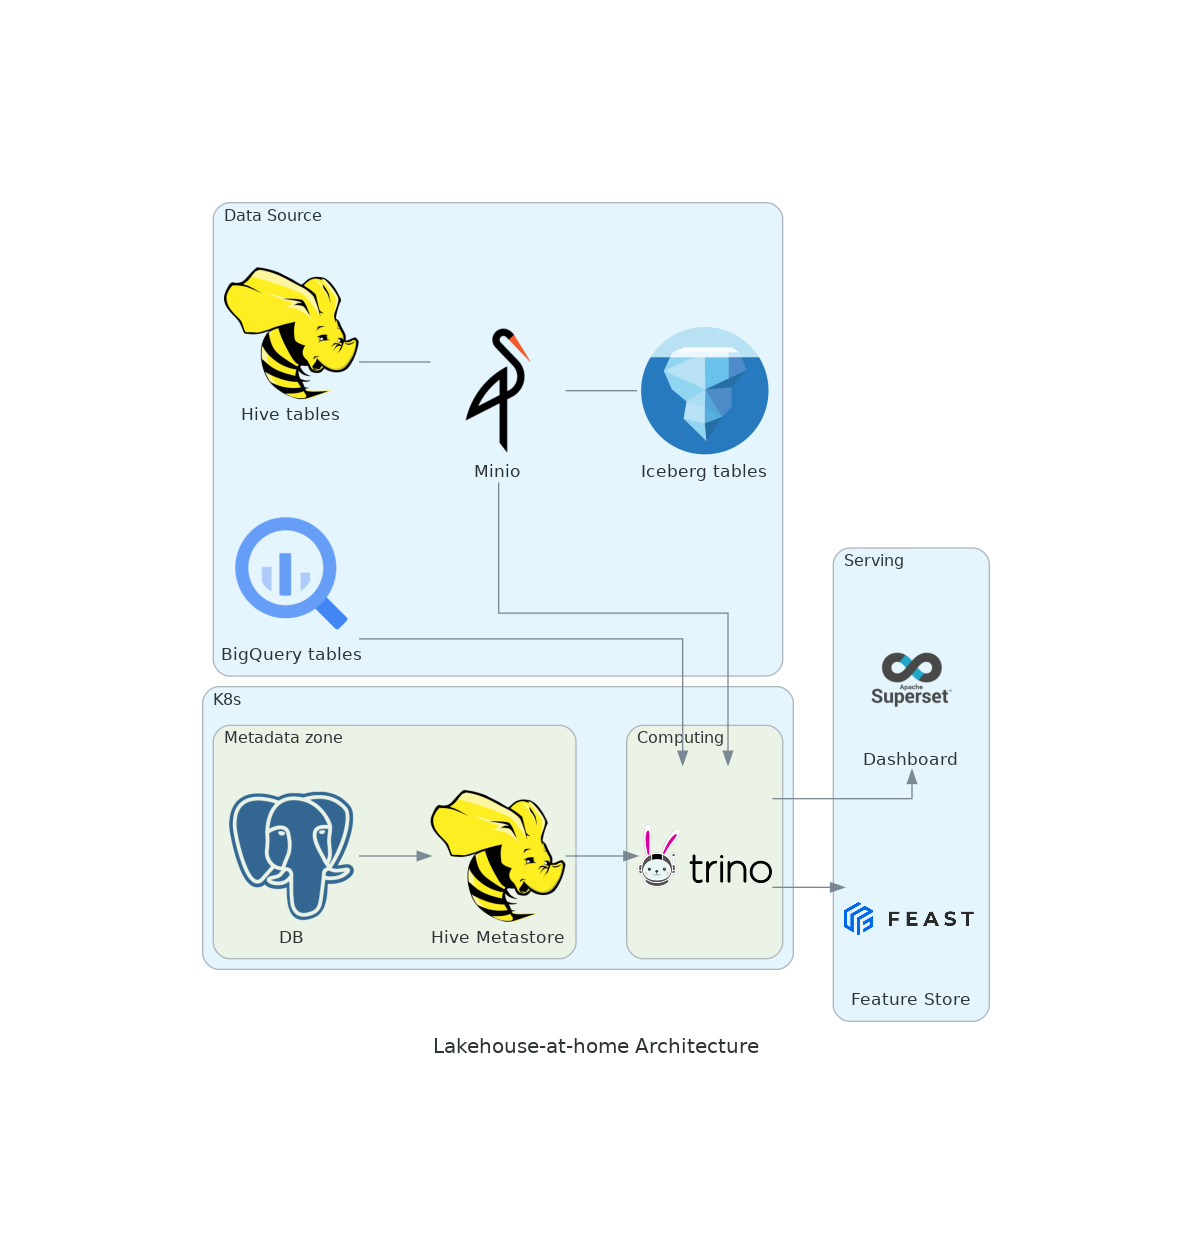 Data Source
Hive tables
Minio
Iceberg tables
BigQuery tables
Serving
Apache
Superset
Dashboard
FEAST
Feature Store
K8s
Metadata zone
DB
Hive Metastore
Computing
trino
Lakehouse-at-home Architecture